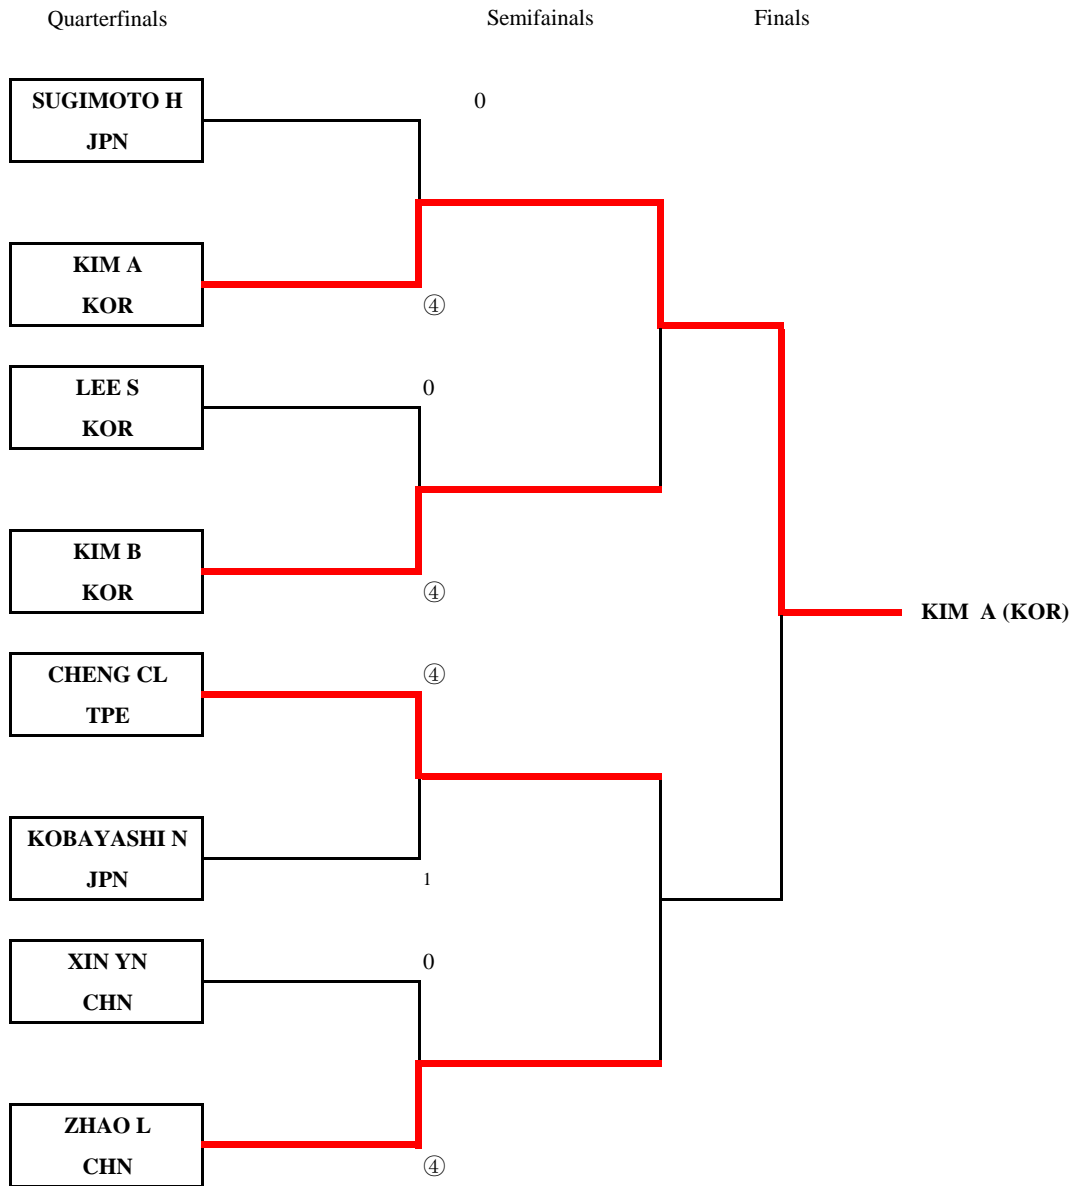 Quarterfinals Semifainals Finals
SUGIMOTO H
JPN
0
KIM A
KOR
④
LEE S
KOR
0
KIM B
KOR
④
KIM A (KOR)
CHENG CL
TPE
④
KOBAYASHI N
JPN
1
XIN YN
CHN
0
ZHAO L
CHN
④